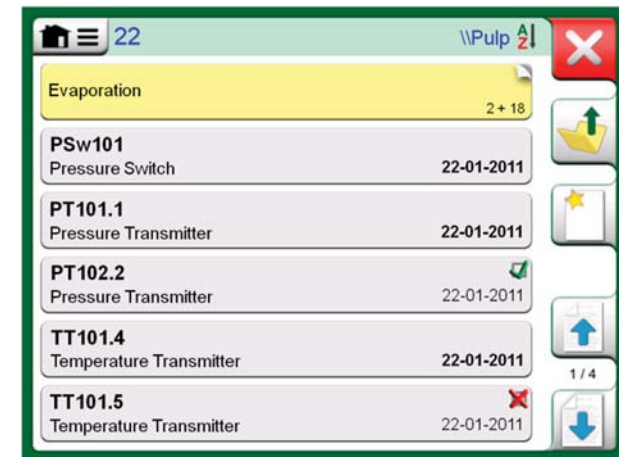 22 \\Pulp AZ
Evaporation
2 + 18
PSw101
Pressure Switch 22-01-2011
PT101.1
Pressure Transmitter 22-01-2011
PT102.2
Pressure Transmitter 22-01-2011
TT101.4
Temperature Transmitter 22-01-2011
1 / 4
TT101.5
Temperature Transmitter 22-01-2011